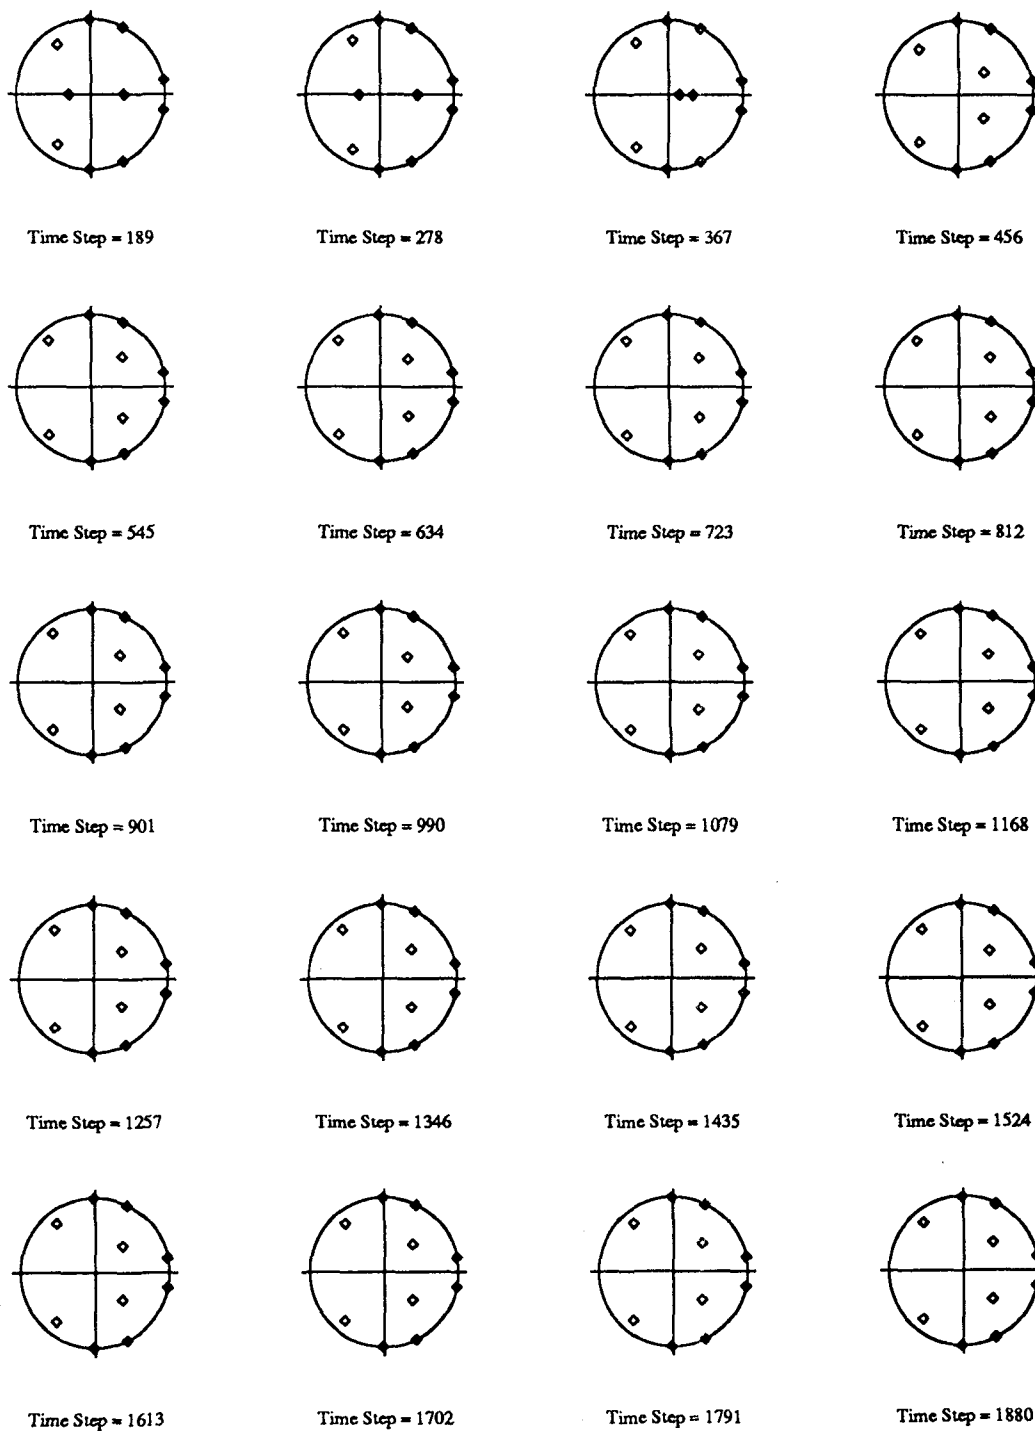 Time Step = 189
Time Step = 278
Time Step = 367
Time Step = 456
Time Step = 545
Time Step = 634
Time Step = 723
Time Step = 812
Time Step = 901
Time Step = 990
Time Step = 1079
Time Step = 1168
Time Step = 1257
Time Step = 1346
Time Step = 1435
Time Step = 1524
Time Step = 1613
Time Step = 1702
Time Step = 1791
Time Step = 1880